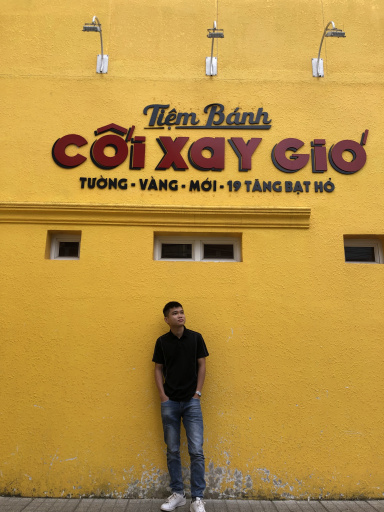 Tiệm Bánh
CỐI XAY GIÓ
TƯỜNG - VÀNG - MỚI - 19 TĂNG BẠT HỔ